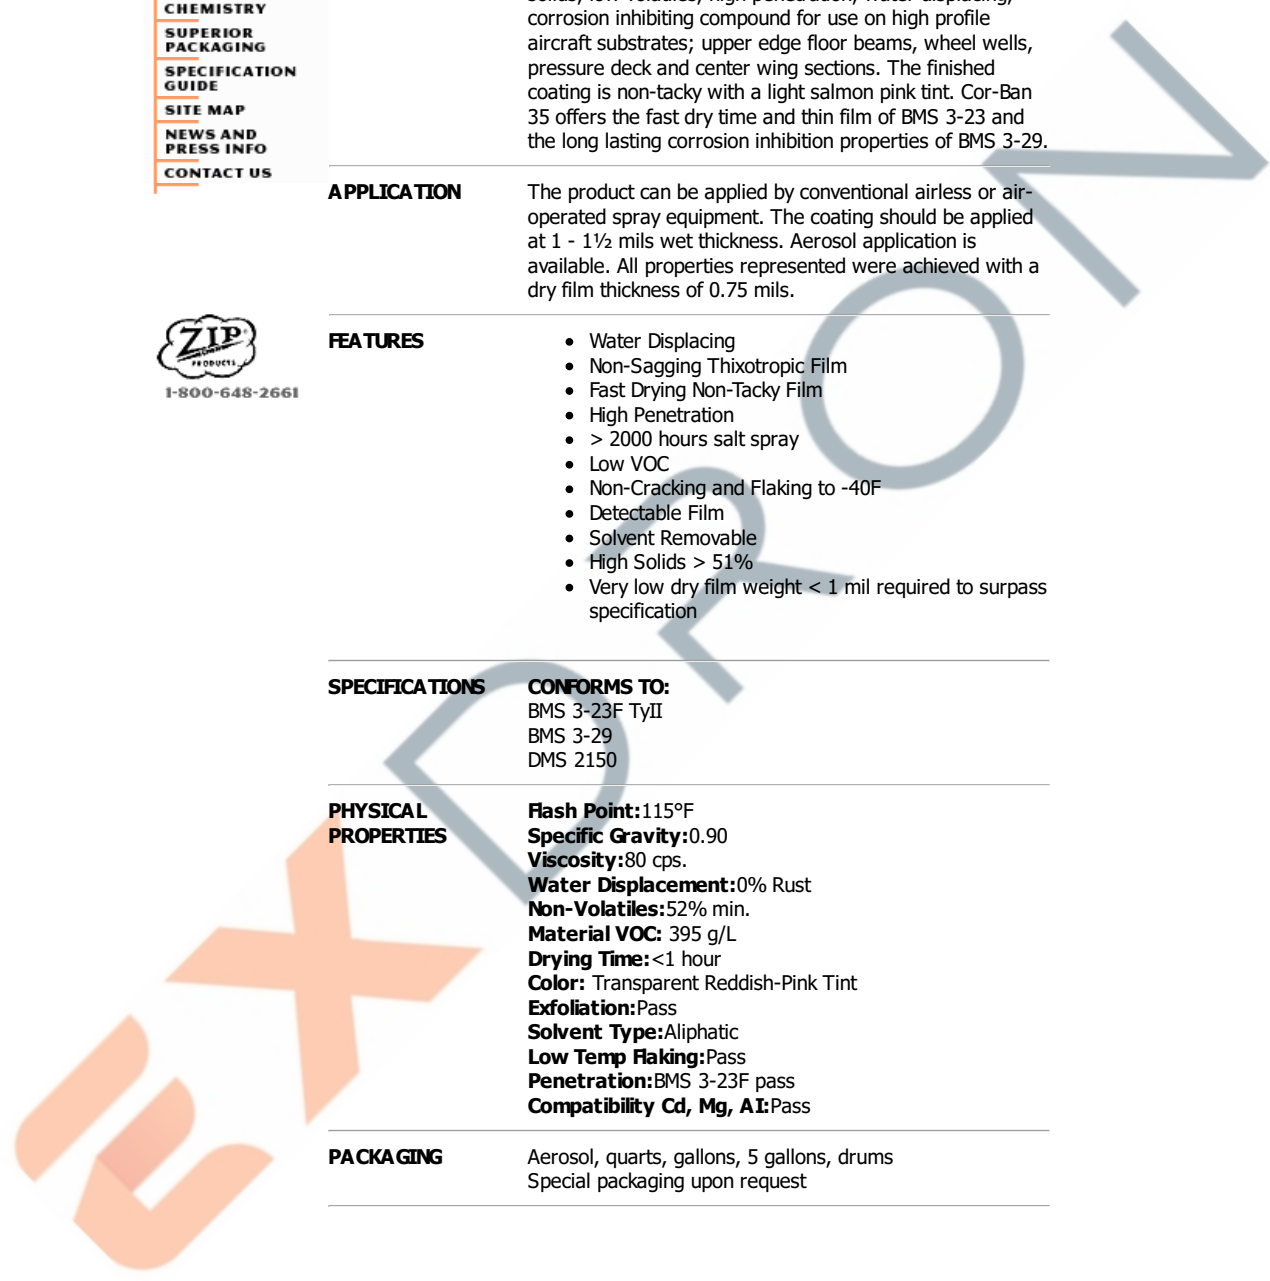 CHEMISTRY
SUPERIOR
PACKAGING
SPECIFICATION
GUIDE
SITE MAP
NEWS AND
PRESS INFO
CONTACT US
ZIP
PRODUCTS
1-800-648-2661
solids, low volatiles, high penetration, water displacing,
corrosion inhibiting compound for use on high profile
aircraft substrates; upper edge floor beams, wheel wells,
pressure deck and center wing sections. The finished
coating is non-tacky with a light salmon pink tint. Cor-Ban
35 offers the fast dry time and thin film of BMS 3-23 and
the long lasting corrosion inhibition properties of BMS 3-29.
APPLICATION
The product can be applied by conventional airless or air-
operated spray equipment. The coating should be applied
at 1 - 1½ mils wet thickness. Aerosol application is
available. All properties represented were achieved with a
dry film thickness of 0.75 mils.
FEATURES
• Water Displacing
• Non-Sagging Thixotropic Film
• Fast Drying Non-Tacky Film
• High Penetration
• > 2000 hours salt spray
• Low VOC
• Non-Cracking and Flaking to -40F
• Detectable Film
• Solvent Removable
• High Solids > 51%
• Very low dry film weight < 1 mil required to surpass
specification
SPECIFICATIONS
CONFORMS TO:
BMS 3-23F TyII
BMS 3-29
DMS 2150
PHYSICAL
PROPERTIES
Flash Point:115°F
Specific Gravity:0.90
Viscosity:80 cps.
Water Displacement:0% Rust
Non-Volatiles:52% min.
Material VOC: 395 g/L
Drying Time:<1 hour
Color: Transparent Reddish-Pink Tint
Exfoliation:Pass
Solvent Type:Aliphatic
Low Temp Flaking:Pass
Penetration:BMS 3-23F pass
Compatibility Cd, Mg, AI:Pass
PACKAGING
Aerosol, quarts, gallons, 5 gallons, drums
Special packaging upon request
EXDRON